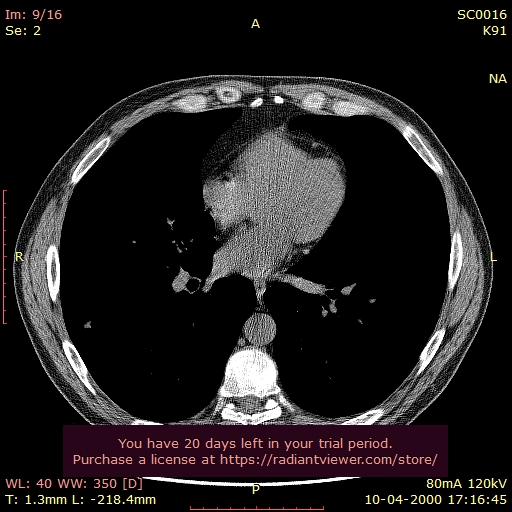 Im: 9/16
Se: 2
A
SC0016
K91
NA
R
L
You have 20 days left in your trial period.
Purchase a license at https://radiantviewer.com/store/
WL: 40 WW: 350 [D]
T: 1.3mm L: -218.4mm
P
80mA 120kV
10-04-2000 17:16:45